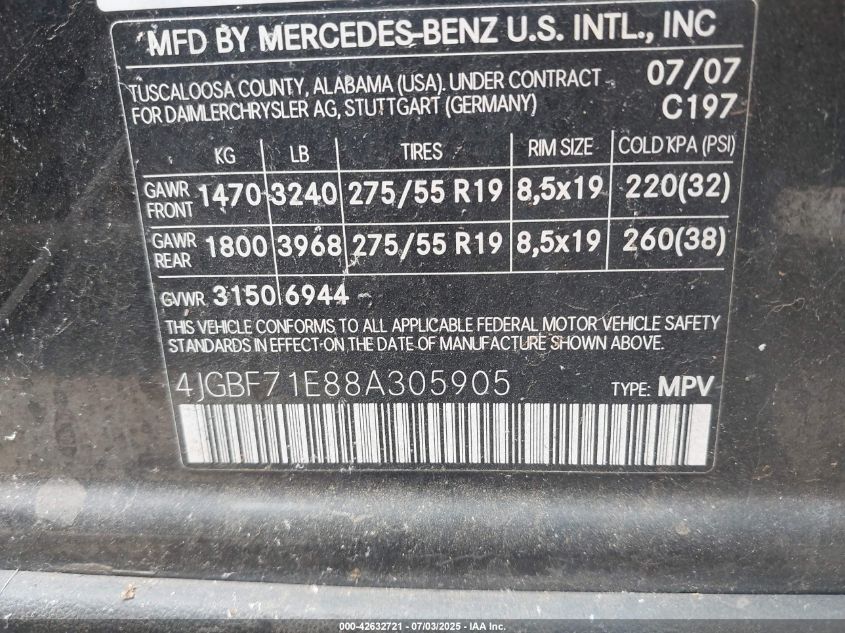 MFD BY MERCEDES-BENZ U.S. INTL., INC
TUSCALOOSA COUNTY, ALABAMA (USA). UNDER CONTRACT 07/07
FOR DAIMLERCHRYSLER AG, STUTTGART (GERMANY) C197
KG LB TIRES RIM SIZE COLD KPA (PSI)
GAWR FRONT 1470 3240 275/55 R19 8,5x19 220(32)
GAWR REAR 1800 3968 275/55 R19 8,5x19 260(38)
GVWR 3150 6944
THIS VEHICLE CONFORMS TO ALL APPLICABLE FEDERAL MOTOR VEHICLE SAFETY
STANDARDS IN EFFECT ON THE DATE OF MANUFACTURE SHOWN ABOVE.
4JGBF71E88A305905 TYPE: MPV
000-42632721 - 07/03/2025 - IAA Inc.